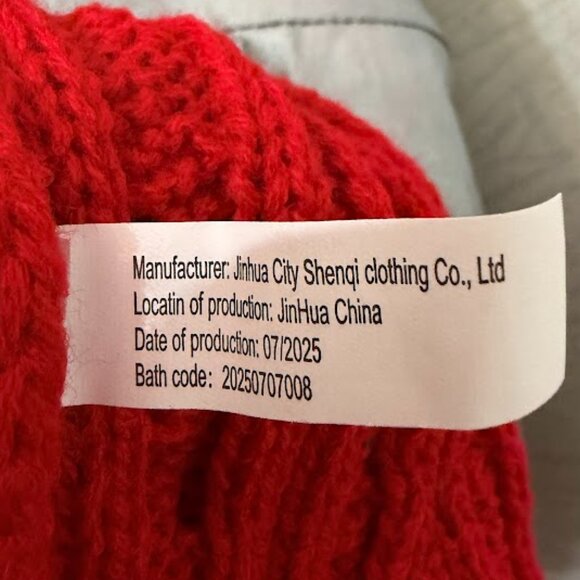 Manufacturer: Jinhua City Shenqi clothing Co., Ltd
Locatin of production: JinHua China
Date of production: 07/2025
Bath code: 20250707008